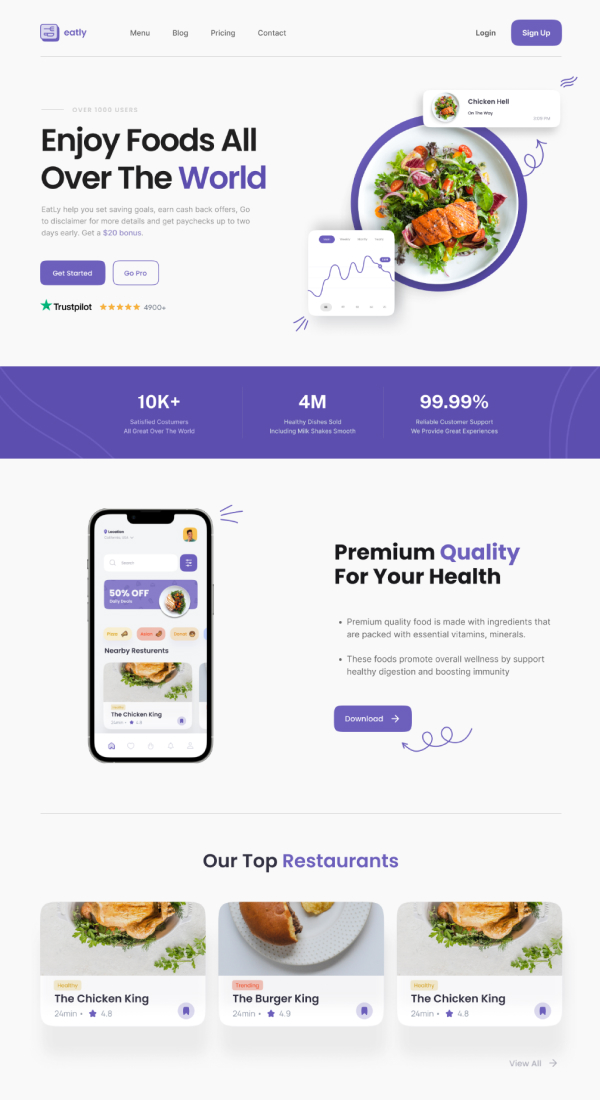 eatly
Menu
Blog
Pricing
Contact
Login
Sign Up
OVER 1000 USERS
Enjoy Foods All
Over The World
EatLy help you set saving goals, earn cash back offers, Go
to disclaimer for more details and get paychecks up to two
days early. Get a $20 bonus.
Get Started
Go Pro
Trustpilot
4900+
Chicken Hell
On The Way
10K+
Satisfied Costumers
All Great Over The World
4M
Healthy Dishes Sold
Including Milk Shakes Smooth
99.99%
Reliable Customer Support
We Provide Great Experiences
Location
Search
50% OFF
Nearby Resturents
The Chicken King
24min • 4.8
Premium Quality
For Your Health
• Premium quality food is made with ingredients that
are packed with essential vitamins, minerals.
• These foods promote overall wellness by support
healthy digestion and boosting immunity
Download
Our Top Restaurants
Healthy
The Chicken King
24min • 4.8
Trending
The Burger King
24min • 4.9
Healthy
The Chicken King
24min • 4.8
View All